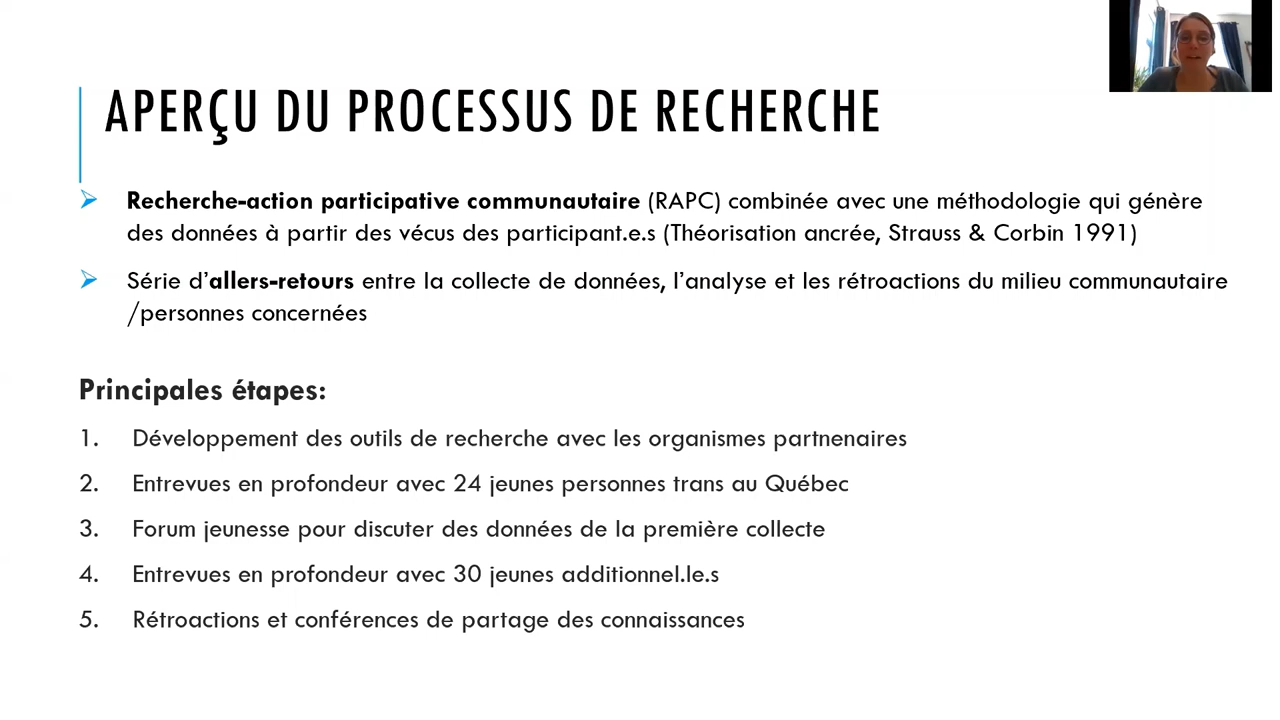 APERÇU DU PROCESSUS DE RECHERCHE
Recherche-action participative communautaire (RAPC) combinée avec une méthodologie qui génère
des données à partir des vécus des participant.e.s (Théorisation ancrée, Strauss & Corbin 1991)
Série d’allers-retours entre la collecte de données, l’analyse et les rétroactions du milieu communautaire
/personnes concernées
Principales étapes:
1. Développement des outils de recherche avec les organismes partnenaires
2. Entrevues en profondeur avec 24 jeunes personnes trans au Québec
3. Forum jeunesse pour discuter des données de la première collecte
4. Entrevues en profondeur avec 30 jeunes additionnel.le.s
5. Rétroactions et conférences de partage des connaissances